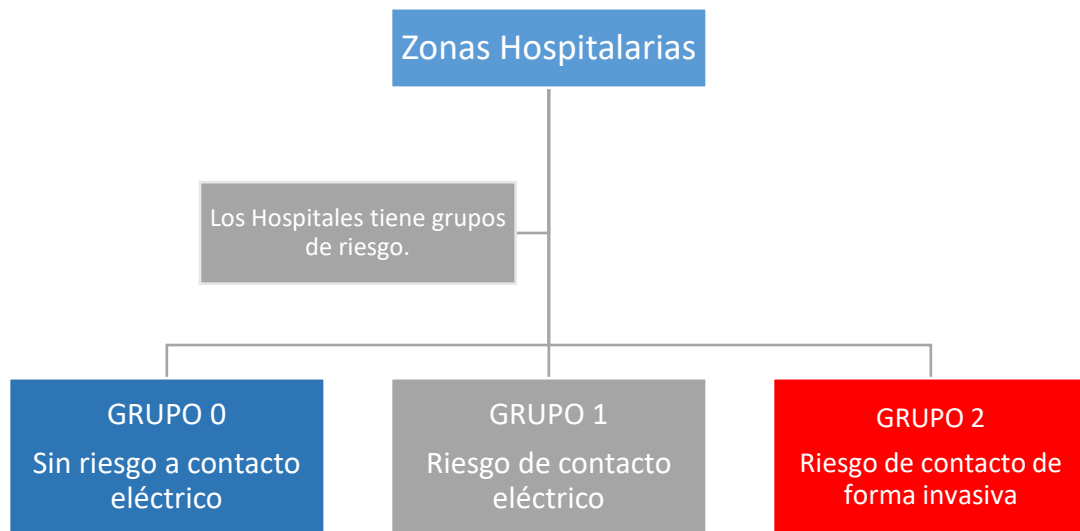 Zonas Hospitalarias
Los Hospitales tiene grupos
de riesgo.
GRUPO 0
Sin riesgo a contacto
eléctrico
GRUPO 1
Riesgo de contacto
eléctrico
GRUPO 2
Riesgo de contacto de
forma invasiva